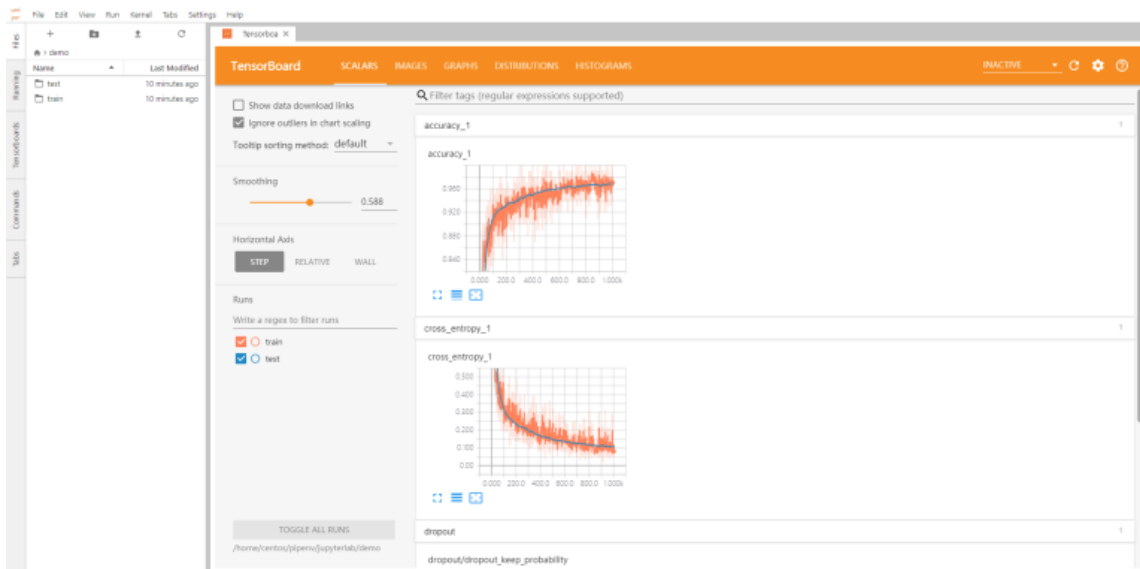 File Edit View Run Kernel Tabs Settings Help
Files
Running
Tensorboards
Commands
Tabs
demo
Name Last Modified
test 10 minutes ago
train 10 minutes ago
Tensorboa
TensorBoard SCALARS IMAGES GRAPHS DISTRIBUTIONS HISTOGRAMS INACTIVE
Show data download links
Ignore outliers in chart scaling
Tooltip sorting method: default
Smoothing
0.588
Horizontal Axis
STEP RELATIVE WALL
Runs
Write a regex to filter runs
train
test
TOGGLE ALL RUNS
/home/centos/pipenv/jupyterlab/demo
Filter tags (regular expressions supported)
accuracy_1 1
accuracy_1
0.960
0.920
0.880
0.840
0.000 200.0 400.0 600.0 800.0 1.000k
cross_entropy_1 1
cross_entropy_1
0.500
0.400
0.300
0.200
0.100
0.00
0.000 200.0 400.0 600.0 800.0 1.000k
dropout 1
dropout/dropout_keep_probability